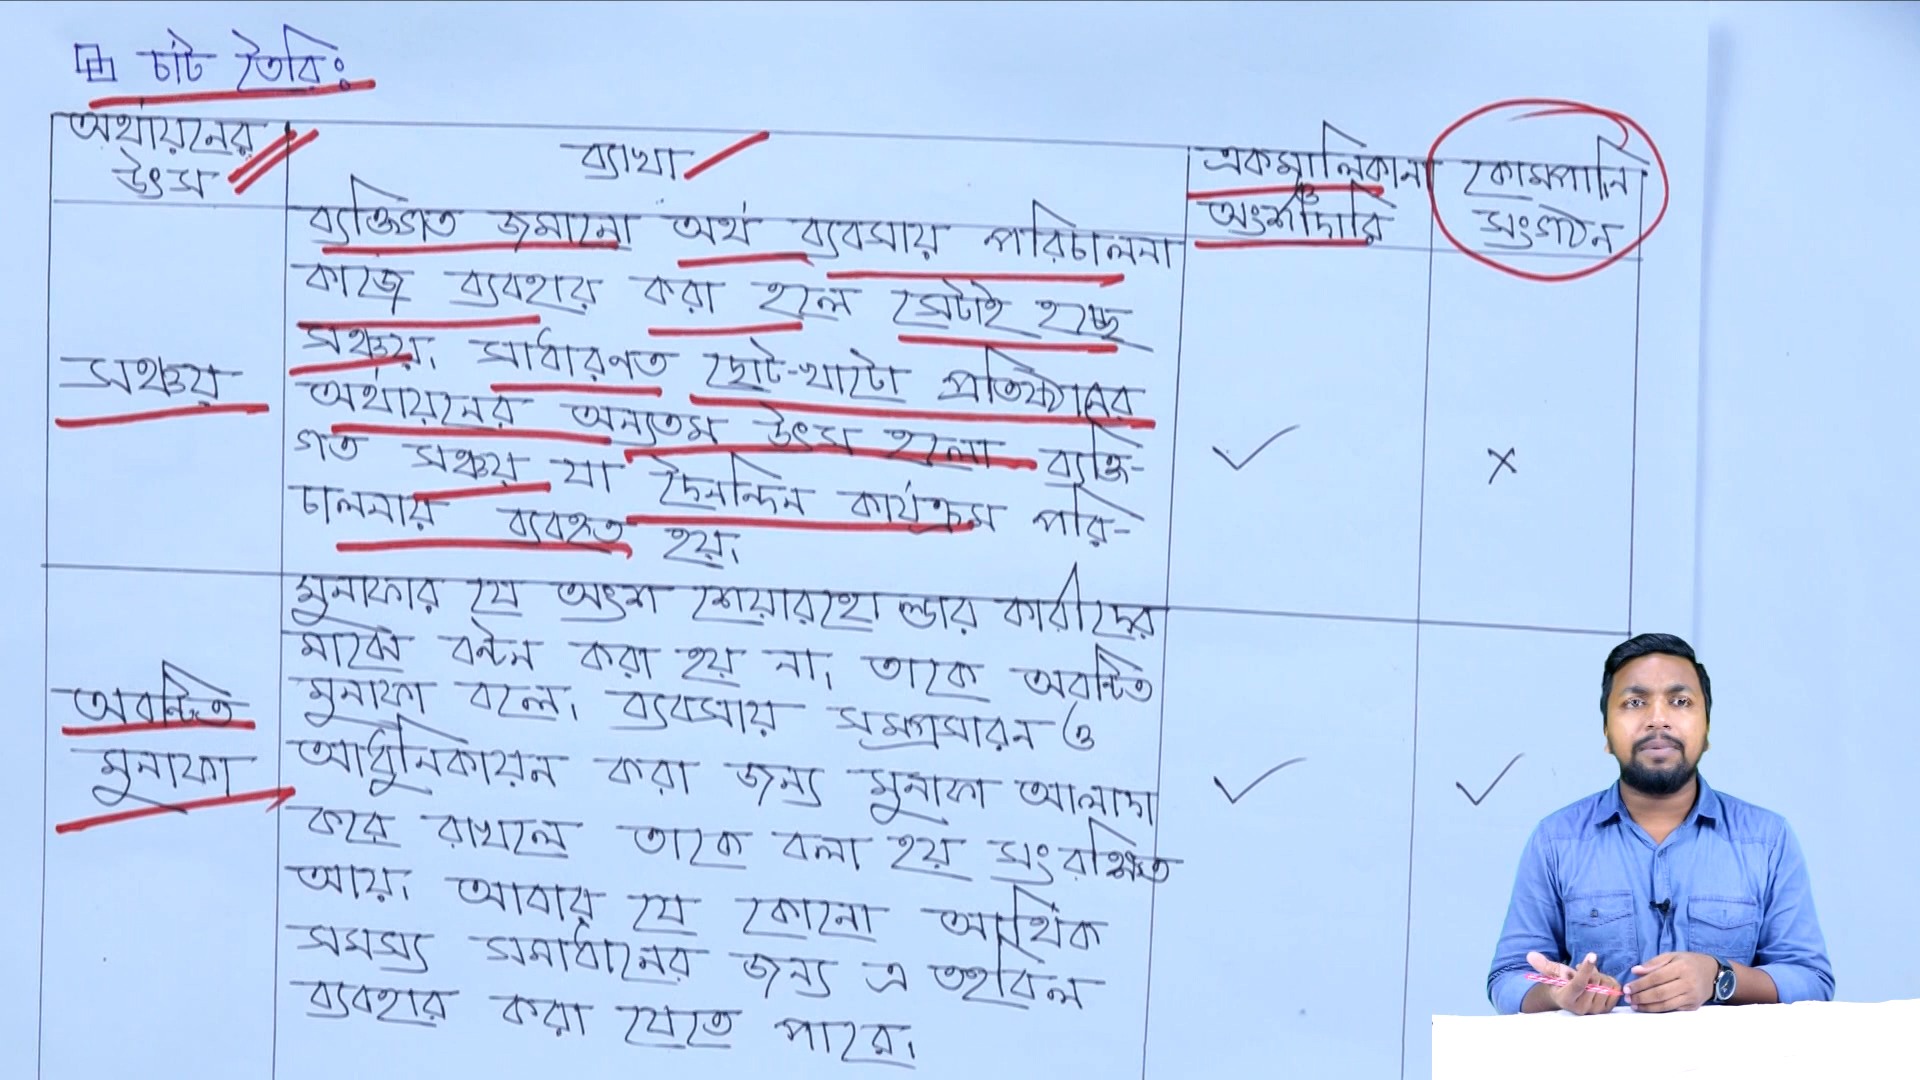 চার্ট তৈরি:
অর্থায়নের
উৎস
ব্যাখা
একমালিকানা
ও
অংশীদারি
কোম্পানি
সংগঠন
সঞ্চয়
ব্যক্তিগত জমানো অর্থ ব্যবসায় পরিচালনা
কাজে ব্যবহার করা হলে সেটাই হচ্ছে
সঞ্চয়। সাধারণত ছোট-খাটো প্রতিষ্ঠানের
অর্থায়নের অন্যতম উৎস হলো ব্যক্তি-
গত সঞ্চয় যা দৈনন্দিন কার্যক্রম পরি-
চালনায় ব্যবহৃত হয়।
✓ ×
অবন্টিত
মুনাফা
মুনাফার যে অংশ শেয়ারহোল্ডার কারীদের
মাঝে বন্টন করা হয় না, তাকে অবন্টিত
মুনাফা বলে। ব্যবসায় সম্প্রসারন ও
আধুনিকায়ন করা জন্য মুনাফা আলাদা
করে রাখলে তাকে বলা হয় সংরক্ষিত
আয়। আবার যে কোনো আর্থিক
সমস্য সমাধানের জন্য এ তহবিল
ব্যবহার করা যেতে পারে।
✓ ✓